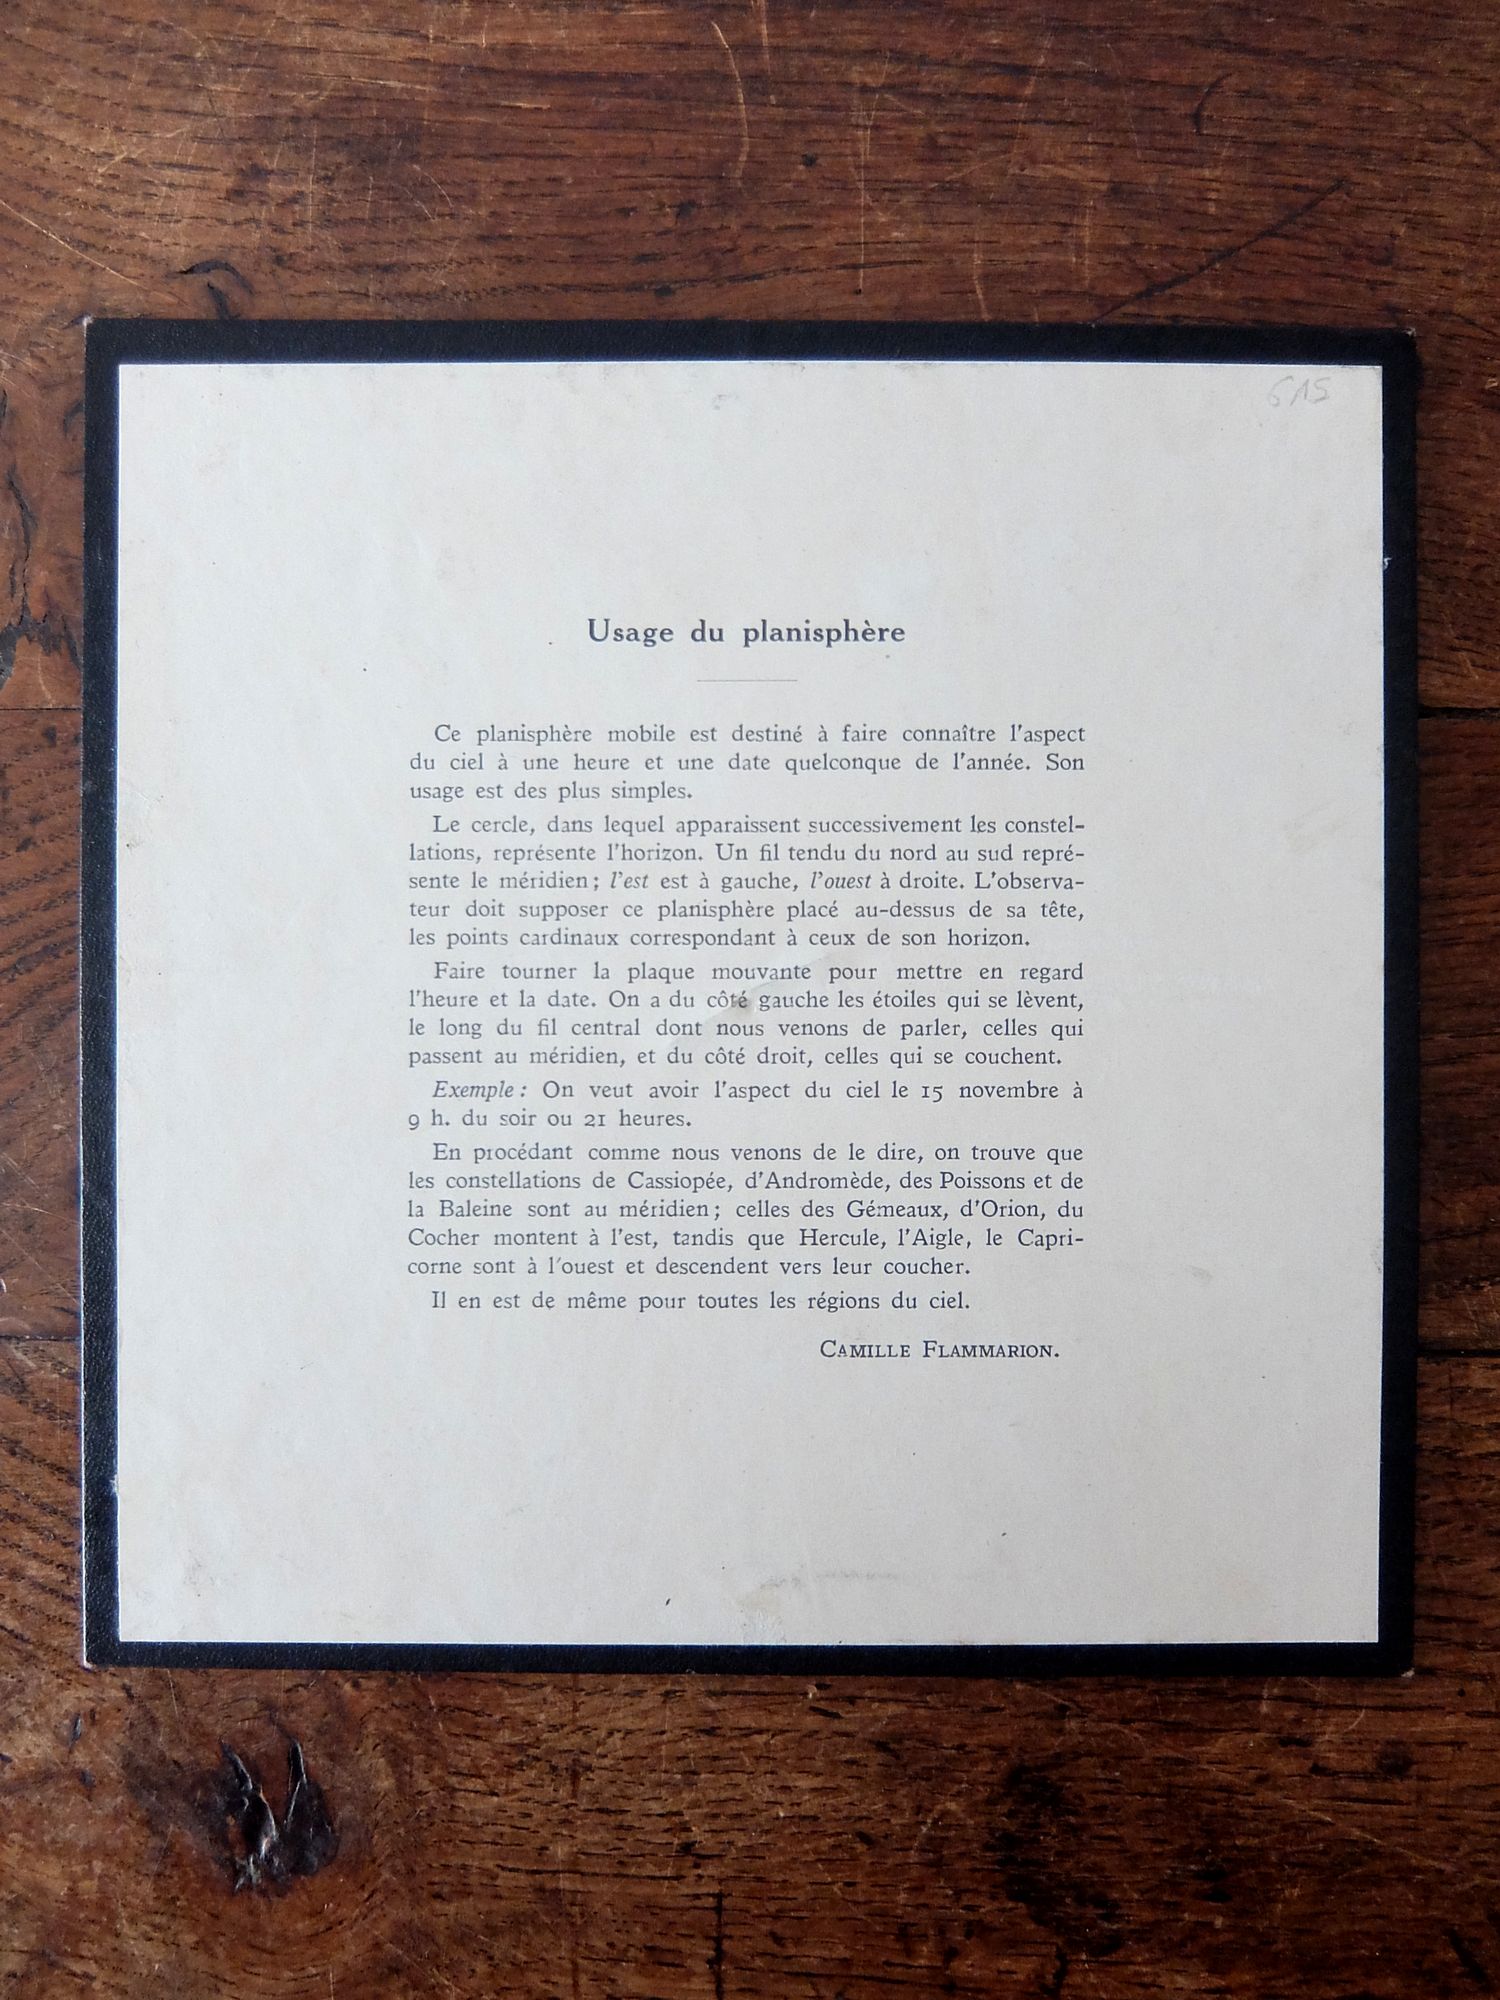 615
Usage du planisphère
Ce planisphère mobile est destiné à faire connaître l'aspect
du ciel à une heure et une date quelconque de l'année. Son
usage est des plus simples.
Le cercle, dans lequel apparaissent successivement les constel-
lations, représente l'horizon. Un fil tendu du nord au sud repré-
sente le méridien ; l'est est à gauche, l'ouest à droite. L'observa-
teur doit supposer ce planisphère placé au-dessus de sa tête,
les points cardinaux correspondant à ceux de son horizon.
Faire tourner la plaque mouvante pour mettre en regard
l'heure et la date. On a du côté gauche les étoiles qui se lèvent,
le long du fil central dont nous venons de parler, celles qui
passent au méridien, et du côté droit, celles qui se couchent.
Exemple : On veut avoir l'aspect du ciel le 15 novembre à
9 h. du soir ou 21 heures.
En procédant comme nous venons de le dire, on trouve que
les constellations de Cassiopée, d'Andromède, des Poissons et de
la Baleine sont au méridien ; celles des Gémeaux, d'Orion, du
Cocher montent à l'est, tandis que Hercule, l'Aigle, le Capri-
corne sont à l'ouest et descendent vers leur coucher.
Il en est de même pour toutes les régions du ciel.
CAMILLE FLAMMARION.